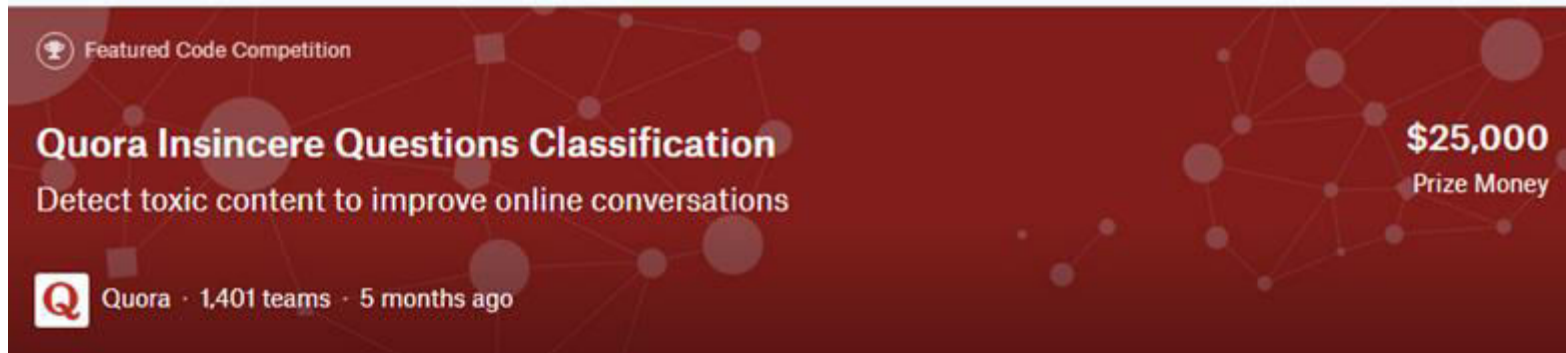 Featured Code Competition
Quora Insincere Questions Classification
$25,000
Detect toxic content to improve online conversations
Prize Money
Q
Quora · 1,401 teams · 5 months ago